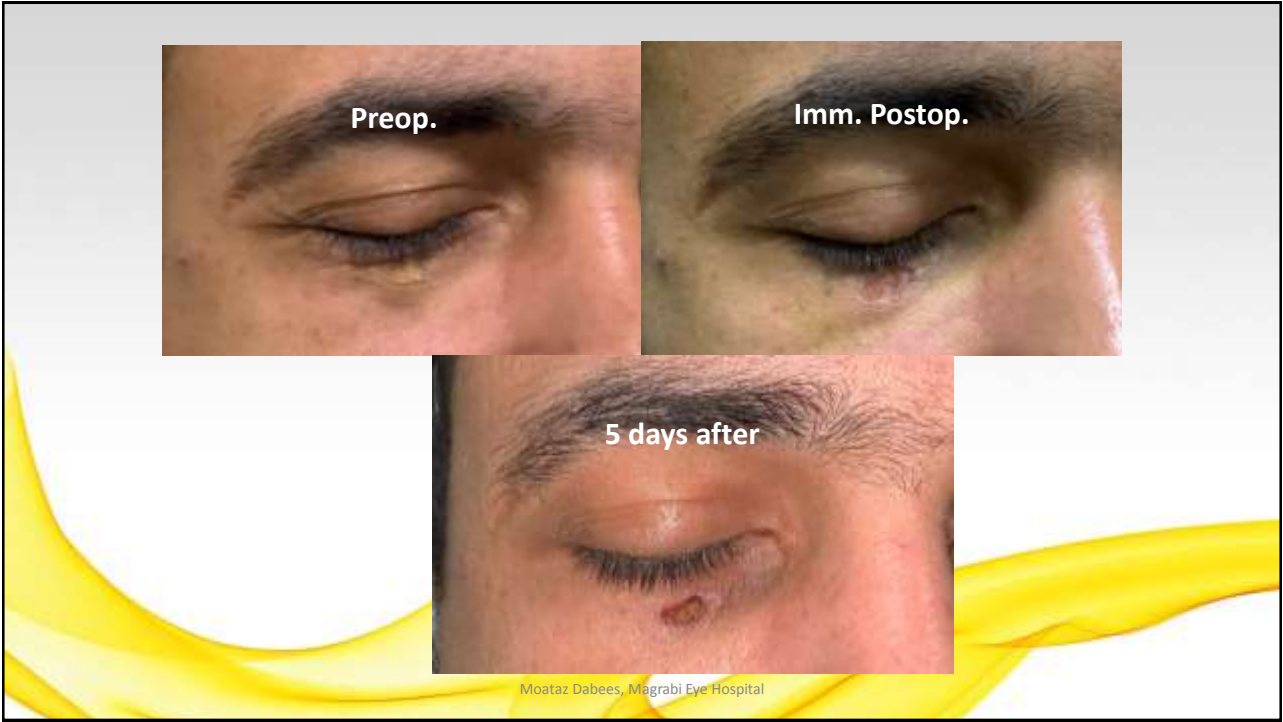 Preop.
Imm. Postop.
5 days after
Moataz Dabees, Magrabi Eye Hospital